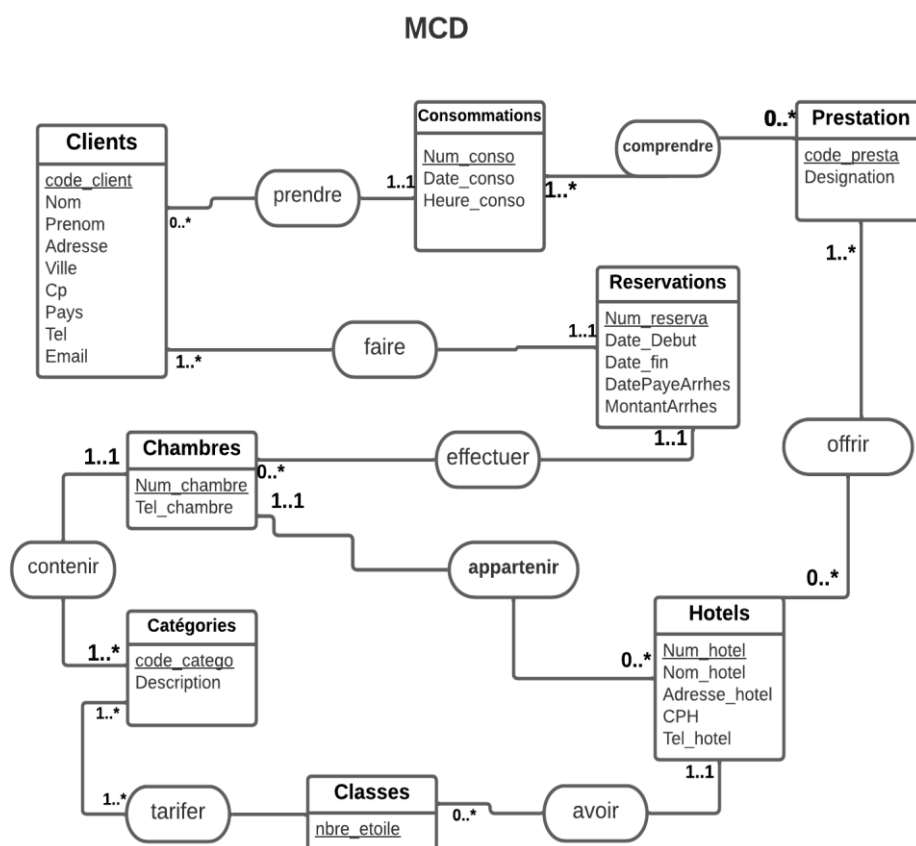 MCD
Clients
code_client
Nom
Prenom
Adresse
Ville
Cp
Pays
Tel
Email
0..*
prendre
1..1
Consommations
Num_conso
Date_conso
Heure_conso
1..*
comprendre
0..*
Prestation
code_presta
Designation
1..*
1..*
faire
1..1
Reservations
Num_reserva
Date_Debut
Date_fin
DatePayeArrhes
MontantArrhes
1..1
effectuer
0..*
Chambres
Num_chambre
Tel_chambre
1..1
1..1
contenir
1..*
appartenir
0..*
offrir
0..*
Hotels
Num_hotel
Nom_hotel
Adresse_hotel
CPH
Tel_hotel
1..1
Catégories
code_catego
Description
1..*
1..*
tarifer
Classes
nbre_etoile
0..*
avoir